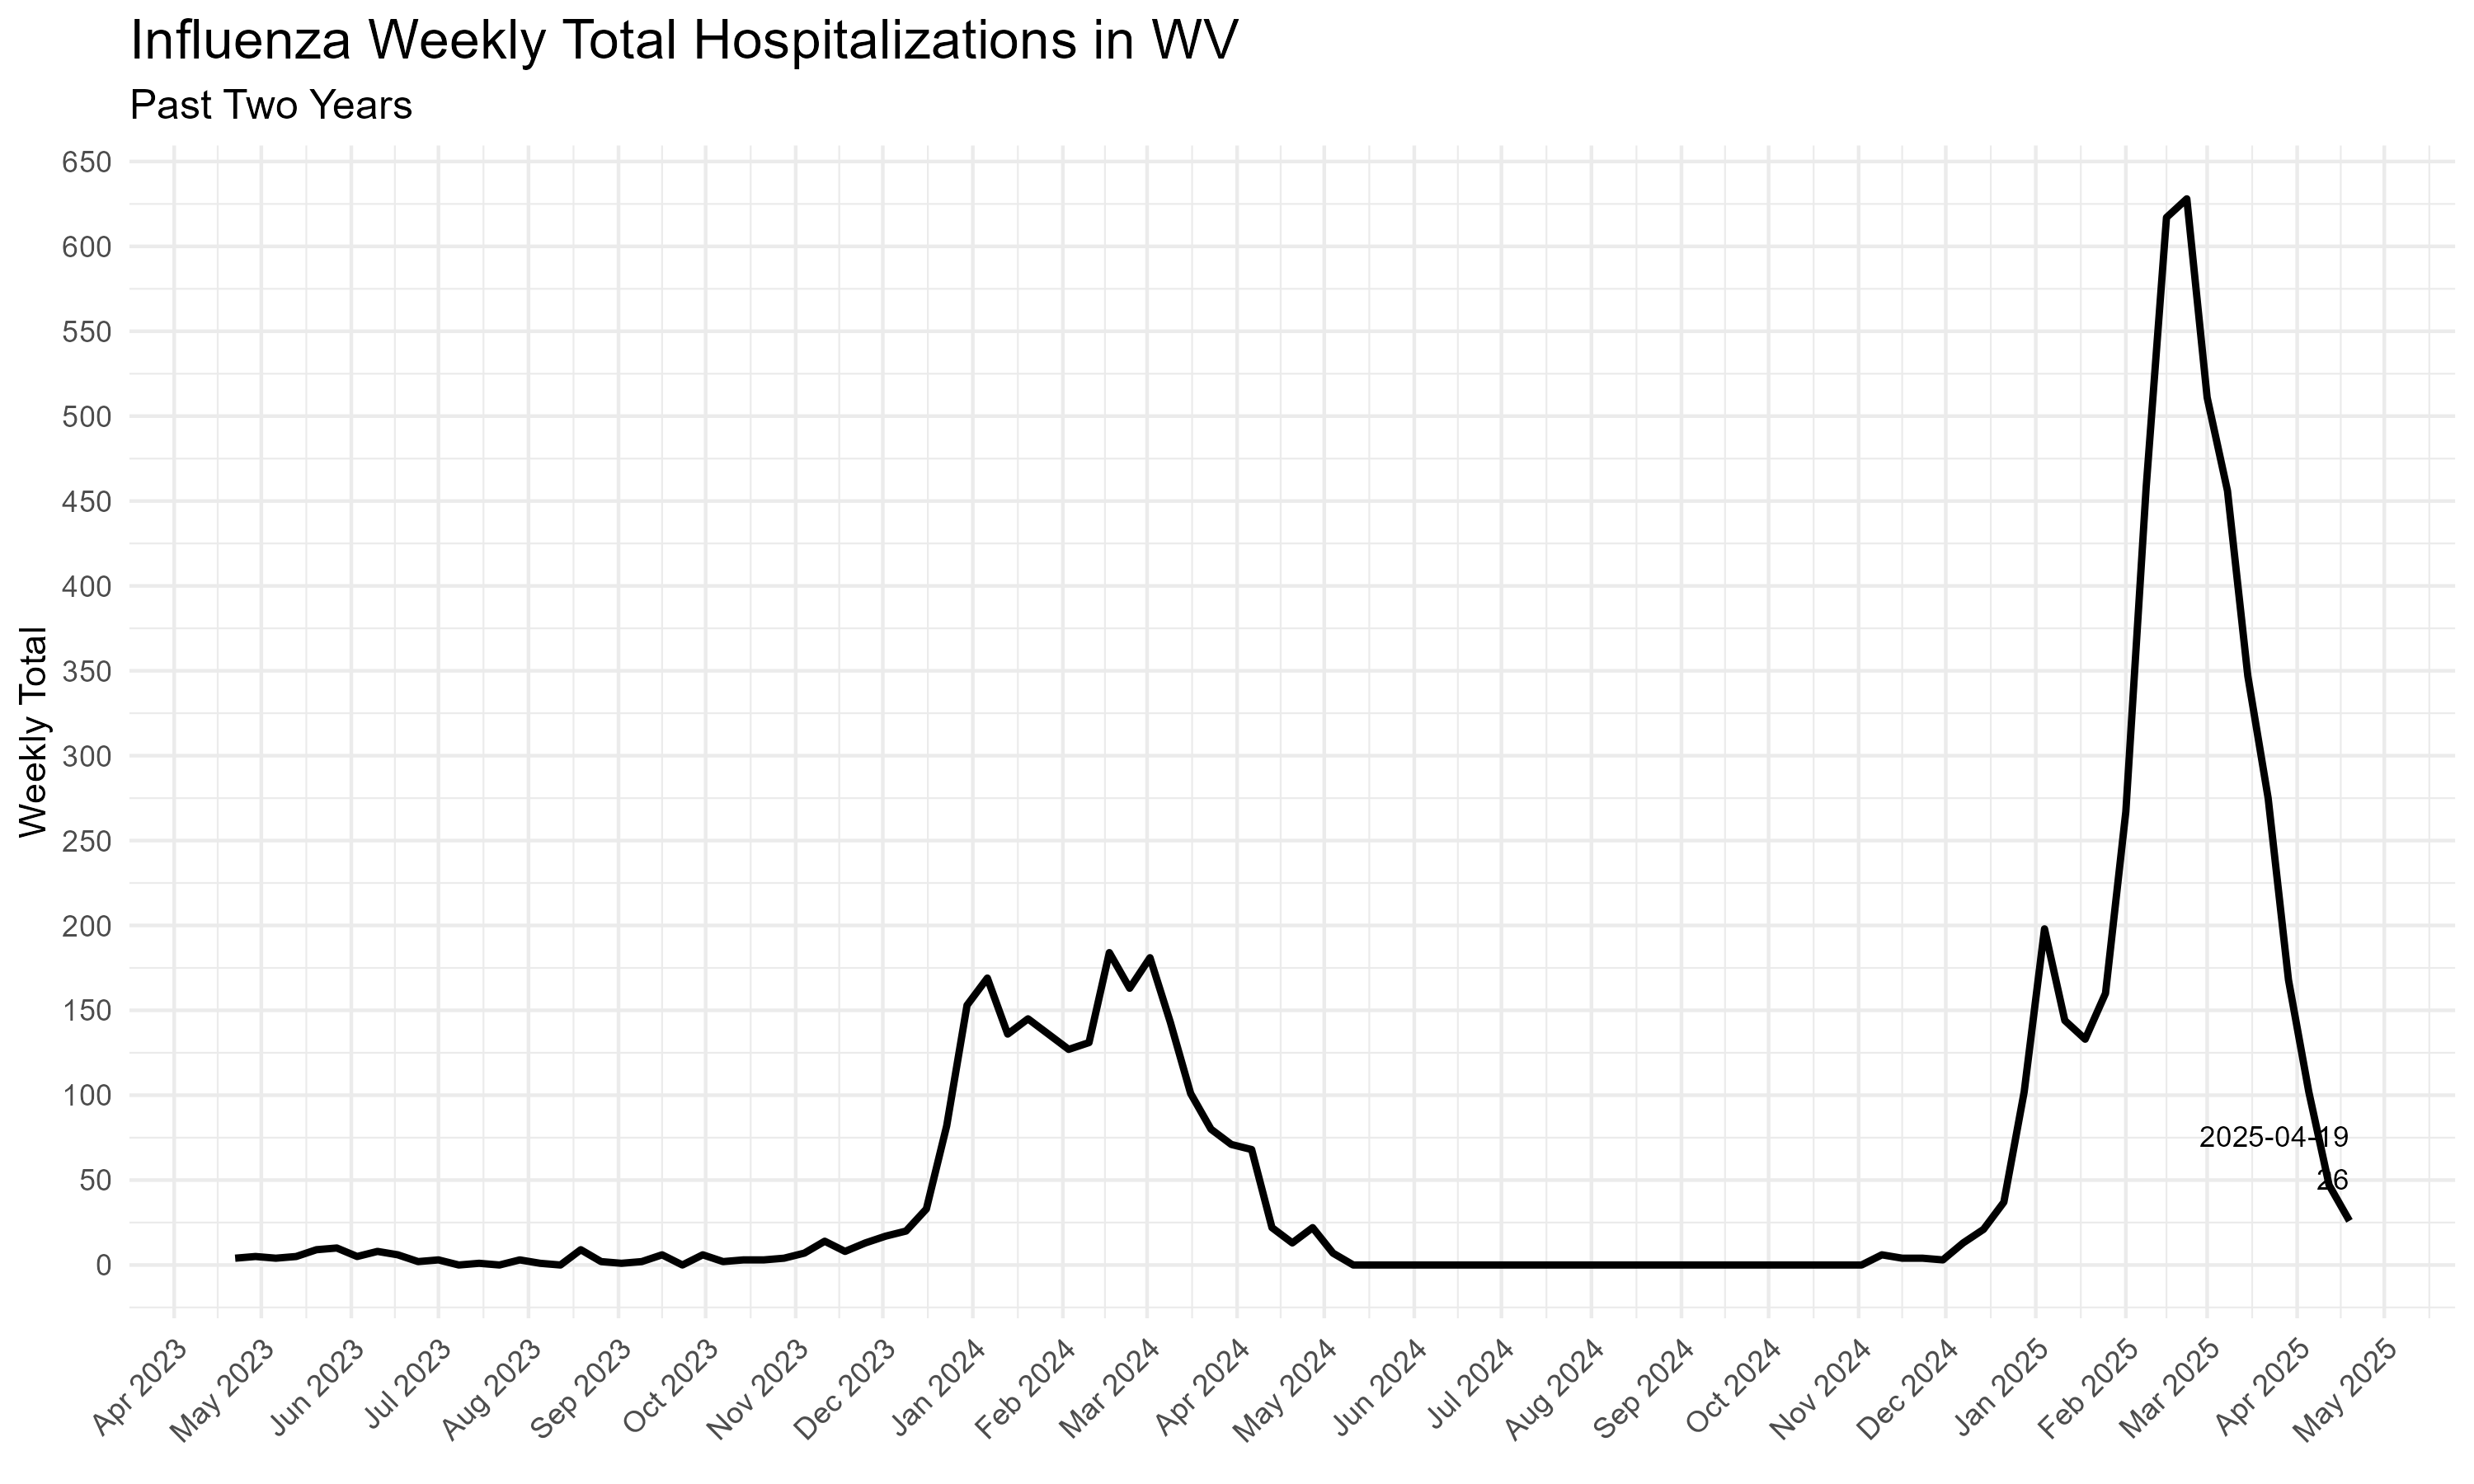 Influenza Weekly Total Hospitalizations in WV
Past Two Years
Weekly Total
650
600
550
500
450
400
350
300
250
200
150
100
50
0
2025-04-19
26
Apr 2023
May 2023
Jun 2023
Jul 2023
Aug 2023
Sep 2023
Oct 2023
Nov 2023
Dec 2023
Jan 2024
Feb 2024
Mar 2024
Apr 2024
May 2024
Jun 2024
Jul 2024
Aug 2024
Sep 2024
Oct 2024
Nov 2024
Dec 2024
Jan 2025
Feb 2025
Mar 2025
Apr 2025
May 2025